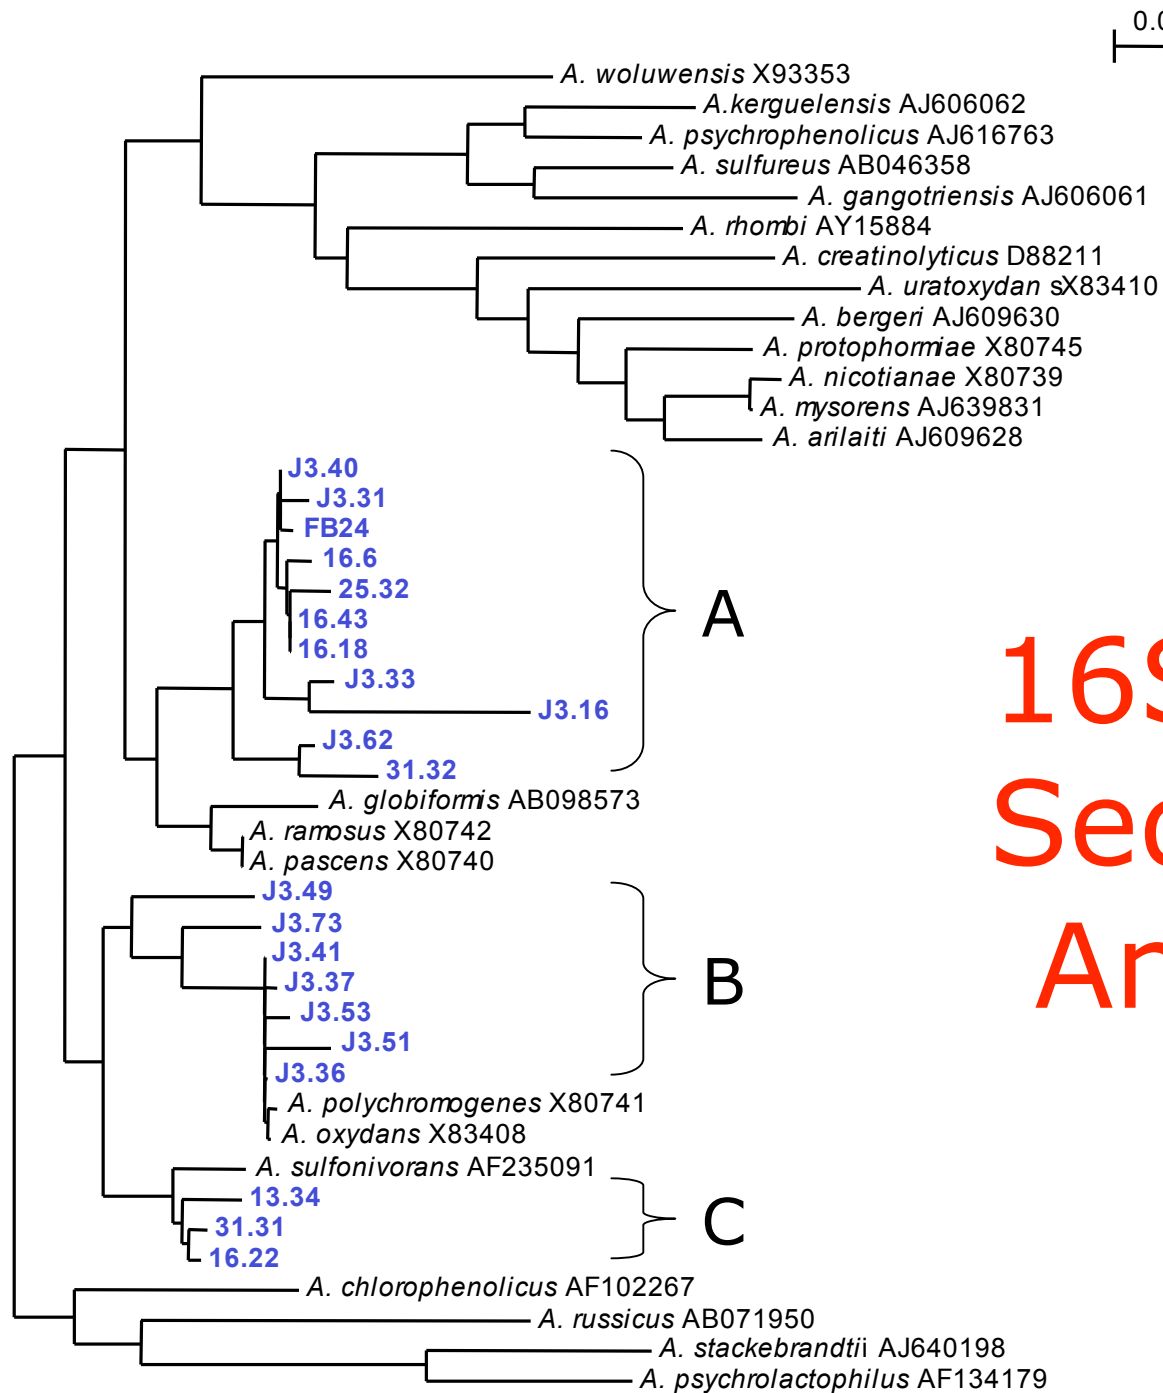 0.0
A. woluwensis X93353
A.kerguelensis AJ606062
A. psychrophenolicus AJ616763
A. sulfureus AB046358
A. gangotriensis AJ606061
A. rhombi AY15884
A. creatinolyticus D88211
A. uratoxydan sX83410
A. bergeri AJ609630
A. protophormiae X80745
A. nicotianae X80739
A. mysorens AJ639831
A. arilaiti AJ609628
J3.40
J3.31
FB24
16.6
25.32
A
16.43
16.18
16S
J3.33
J3.16
J3.62
31.32
A. globiformis AB098573
Sec
A. ramosus X80742
A. pascens X80740
J3.49
J3.73
J3.41
An
J3.37
B
J3.53
J3.51
J3.36
A. polychromogenes X80741
A. oxydans X83408
A. sulfonivorans AF235091
13.34
C
31.31
16.22
A. chlorophenolicus AF102267
A. russicus AB071950
A. stackebrandtii AJ640198
A. psychrolactophilus AF134179